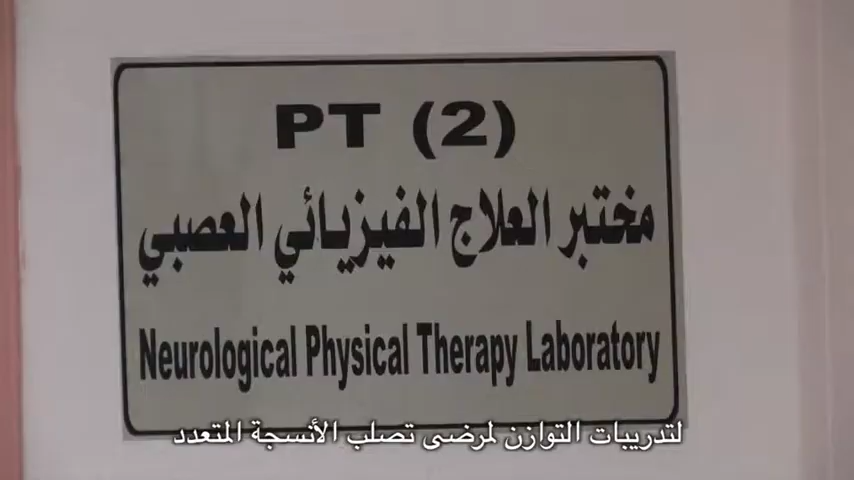 PT (2)
مختبر العلاج الفيزيائي العصبي
Neurological Physical Therapy Laboratory
لتدريبات التوازن لمرضى تصلب الأنسجة المتعدد